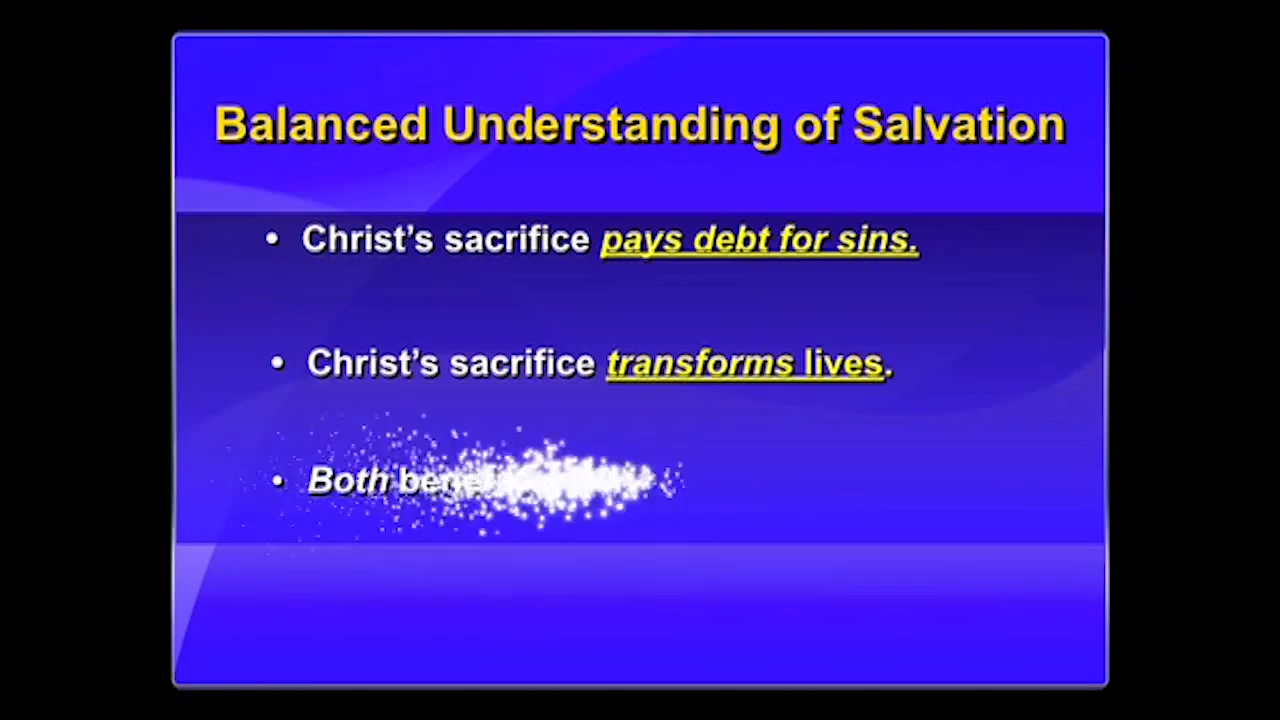 Balanced Understanding of Salvation
• Christ’s sacrifice pays debt for sins.
• Christ’s sacrifice transforms lives.
• Both